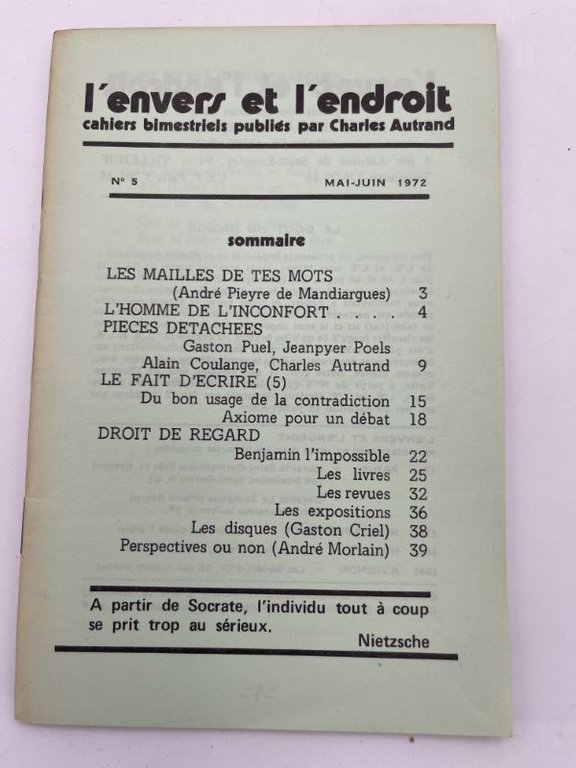 l'envers et l'endroit
cahiers bimestriels publiés par Charles Autrand
N° 5 MAI-JUIN 1972
sommaire
LES MAILLES DE TES MOTS
(André Pieyre de Mandiargues) 3
L'HOMME DE L'INCONFORT . . . . 4
PIECES DETACHEES
Gaston Puel, Jeanpyer Poels
Alain Coulange, Charles Autrand 9
LE FAIT D'ECRIRE (5)
Du bon usage de la contradiction 15
Axiome pour un débat 18
DROIT DE REGARD
Benjamin l'impossible 22
Les livres 25
Les revues 32
Les expositions 36
Les disques (Gaston Criel) 38
Perspectives ou non (André Morlain) 39
A partir de Socrate, l'individu tout à coup
se prit trop au sérieux.
Nietzsche